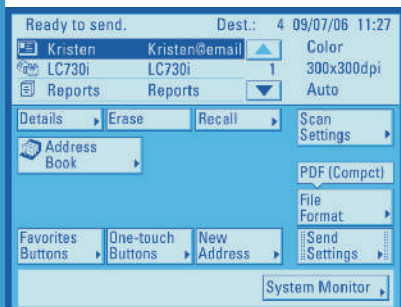 Ready to send. Dest.: 4 09/07/06 11:27
Kristen Kristen@email Color
LC730i LC730i 1 300x300dpi
Reports Reports Auto
Details Erase Recall Scan Settings
Address Book
PDF (Compct)
File Format
Favorites Buttons One-touch Buttons New Address Send Settings
System Monitor